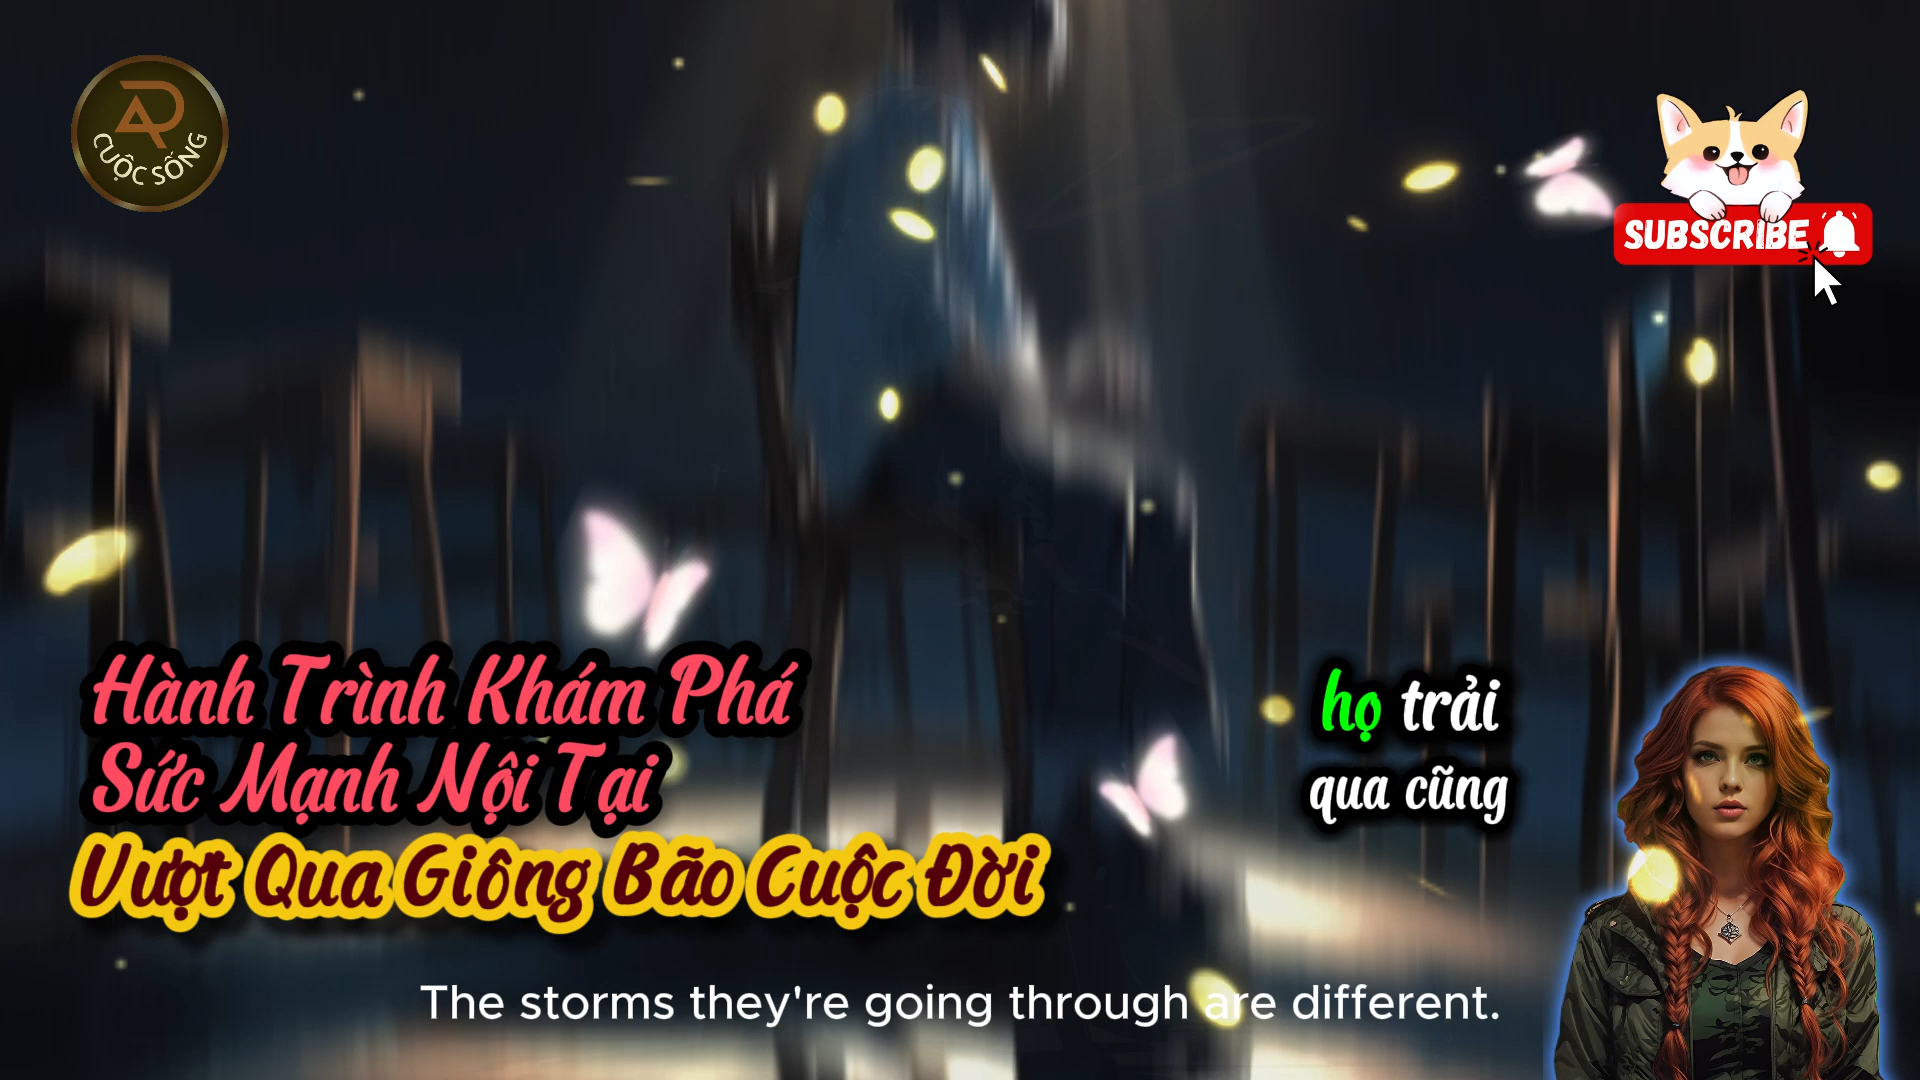 AR
CUỘC SỐNG
SUBSCRIBE
Hành Trình Khám Phá
Sức Mạnh Nội Tại
Vượt Qua Giông Bão Cuộc Đời
họ trải
qua cũng
The storms they're going through are different.